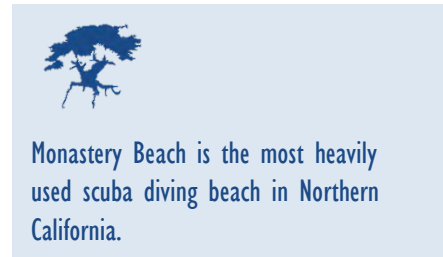 Monastery Beach is the most heavily
used scuba diving beach in Northern
California.